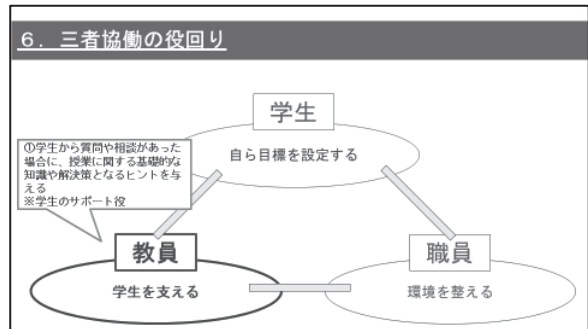 ６．三者協働の役回り
学生
自ら目標を設定する
①学生から質問や相談があった
場合に、授業に関する基礎的な
知識や解決策となるヒントを与
える
※学生のサポート役
教員
学生を支える
職員
環境を整える